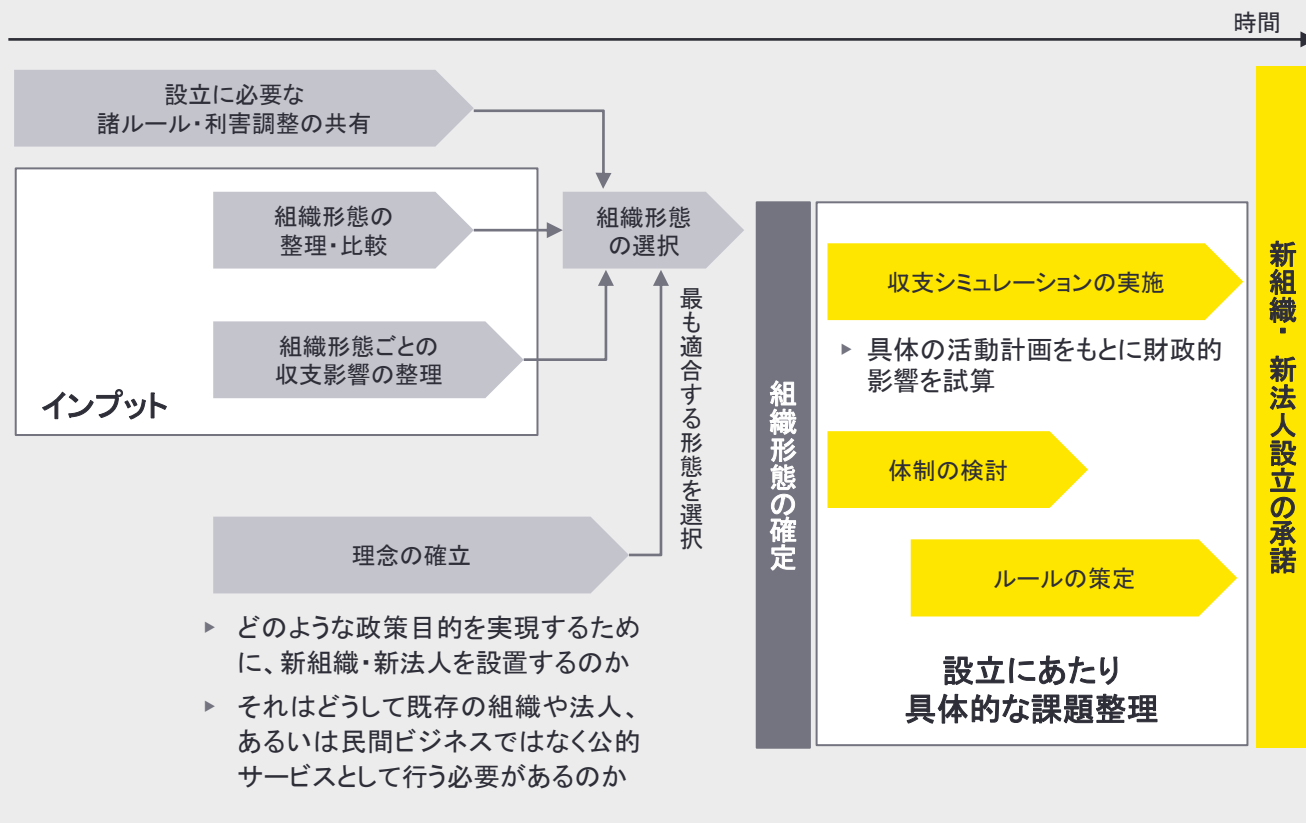 時間
設立に必要な
諸ルール・利害調整の共有
組織形態の
整理・比較
組織形態
の選択
組織形態ごとの
収支影響の整理
インプット
最も適合する形態を選択
理念の確立
▸ どのような政策目的を実現するため
に、新組織・新法人を設置するのか
▸ それはどうして既存の組織や法人、
あるいは民間ビジネスではなく公的
サービスとして行う必要があるのか
組織形態の確定
収支シミュレーションの実施
▸ 具体の活動計画をもとに財政的
影響を試算
体制の検討
ルールの策定
設立にあたり
具体的な課題整理
新組織・新法人設立の承諾